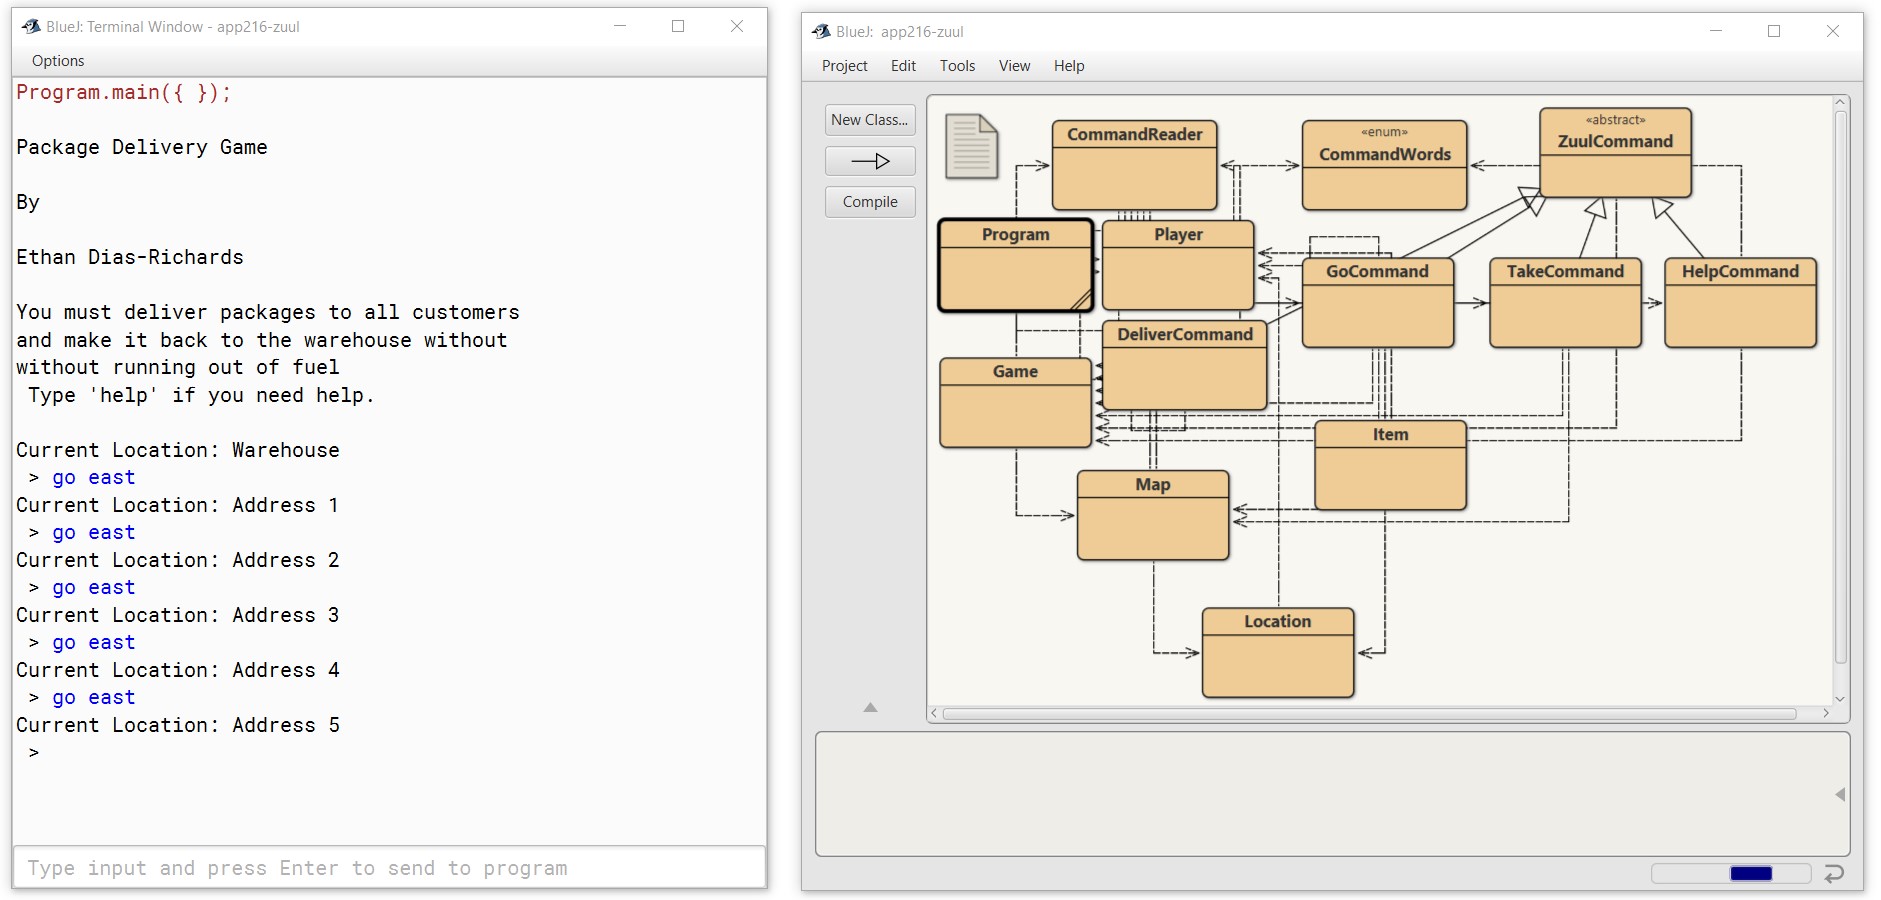 BlueJ: Terminal Window - app216-zuul
Options
Program.main({ });
Package Delivery Game
By
Ethan Dias-Richards
You must deliver packages to all customers
and make it back to the warehouse without
without running out of fuel
Type 'help' if you need help.
Current Location: Warehouse
> go east
Current Location: Address 1
> go east
Current Location: Address 2
> go east
Current Location: Address 3
> go east
Current Location: Address 4
> go east
Current Location: Address 5
>
Type input and press Enter to send to program
BlueJ: app216-zuul
Project Edit Tools View Help
New Class...
Compile
CommandReader
«enum»
CommandWords
«abstract»
ZuulCommand
Program
Player
GoCommand
TakeCommand
HelpCommand
DeliverCommand
Game
Item
Map
Location